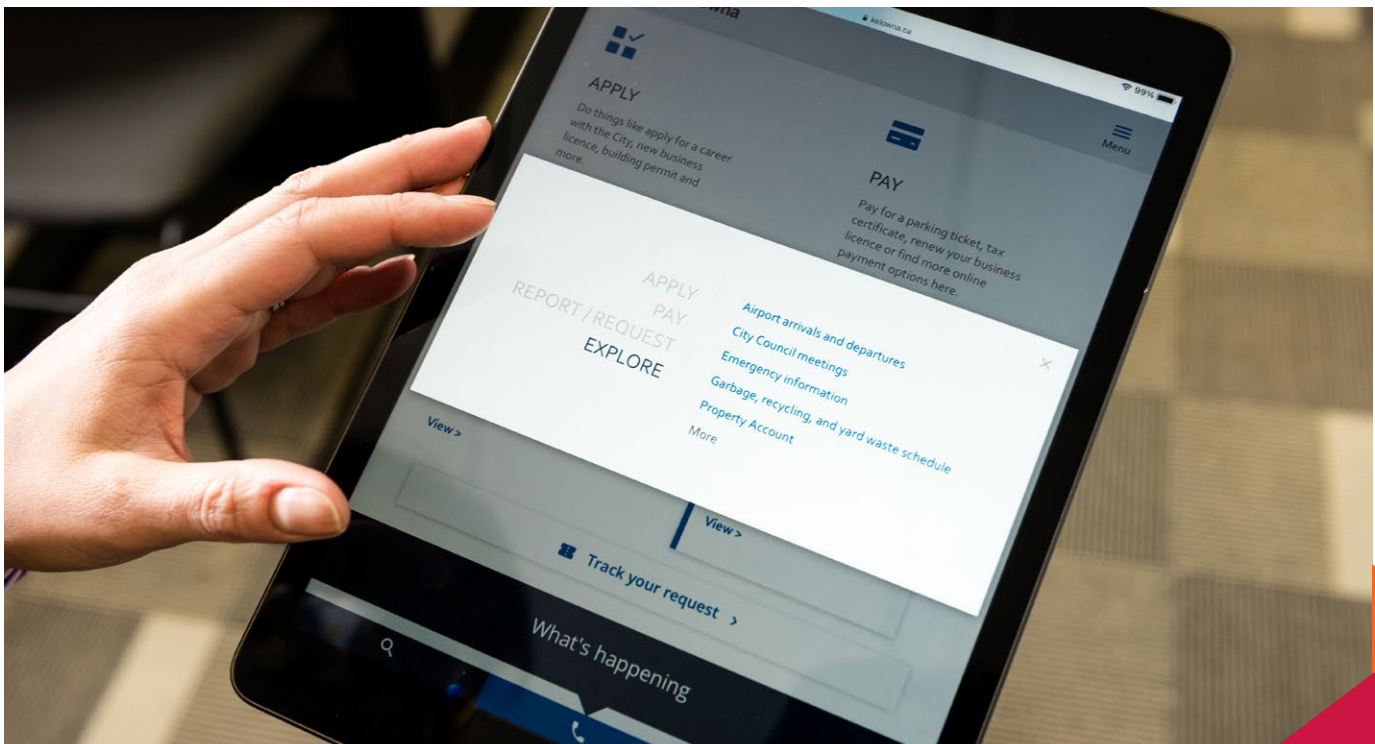 kelowna.ca
99%
Menu
APPLY
Do things like apply for a career
with the City, new business
licence, building permit and
more.
PAY
Pay for a parking ticket, tax
certificate, renew your business
licence or find more online
payment options here.
APPLY
PAY
REPORT / REQUEST
EXPLORE
Airport arrivals and departures
City Council meetings
Emergency information
Garbage, recycling, and yard waste schedule
Property Account
More
View >
View >
Track your request >
What's happening